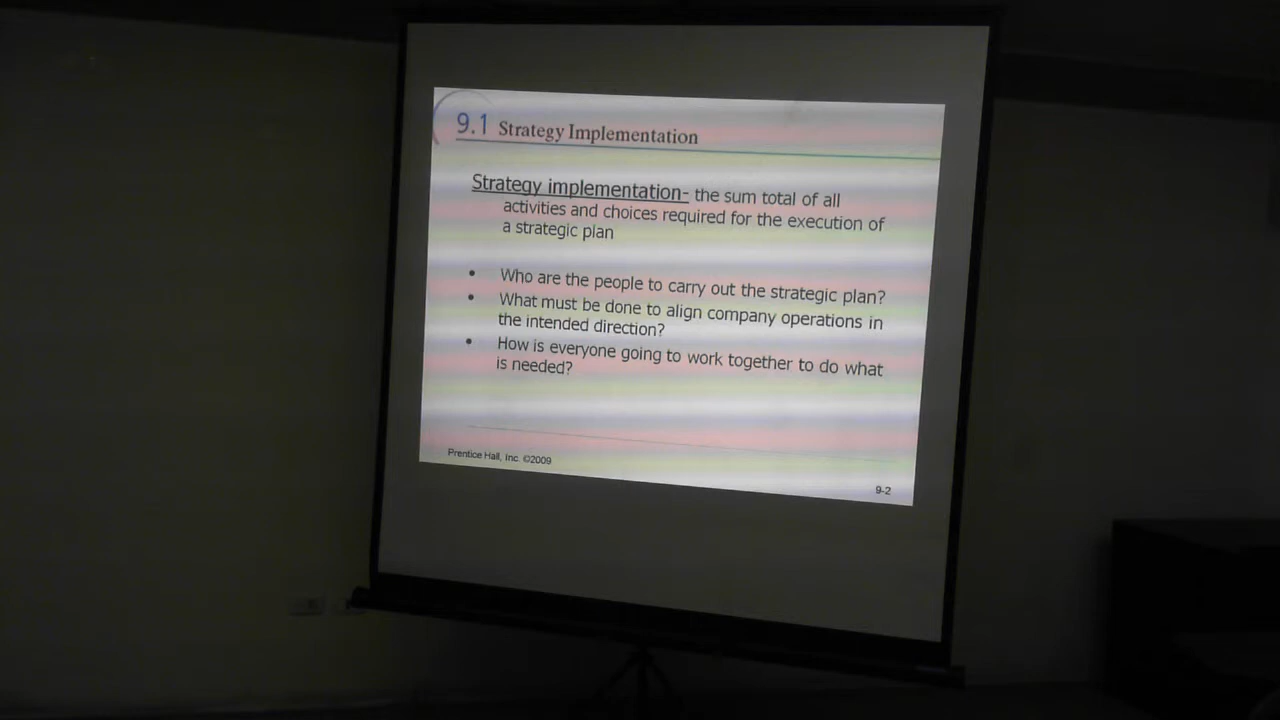 9.1 Strategy Implementation
Strategy implementation- the sum total of all
activities and choices required for the execution of
a strategic plan
• Who are the people to carry out the strategic plan?
• What must be done to align company operations in
the intended direction?
• How is everyone going to work together to do what
is needed?
Prentice Hall, Inc. ©2009
9-2